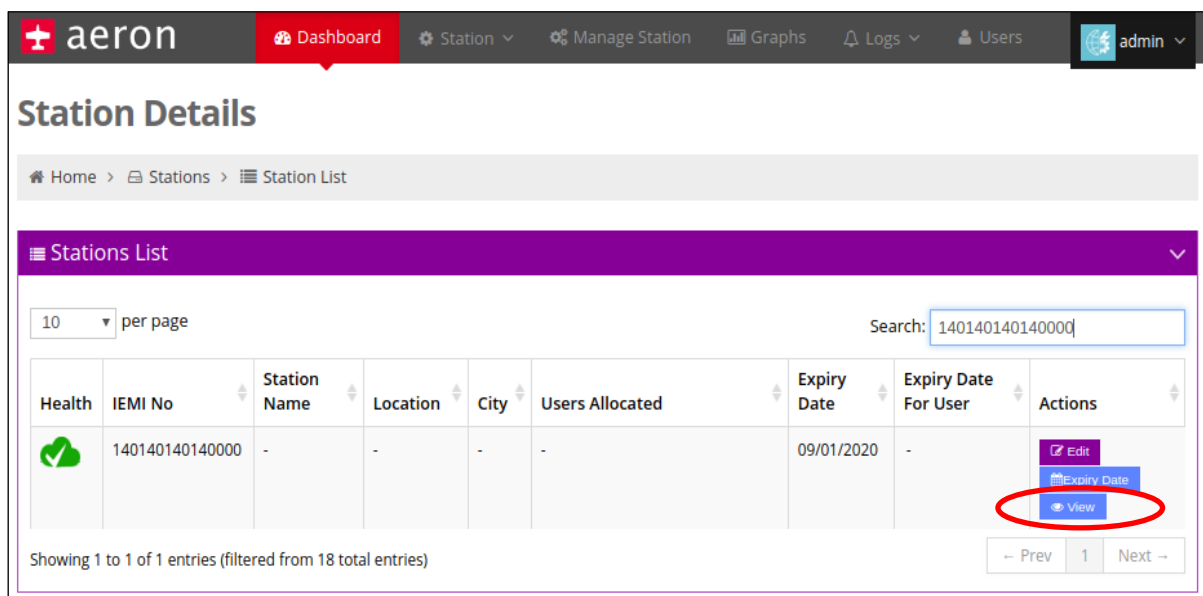 aeron
Dashboard Station Manage Station Graphs Logs Users admin
Station Details
Home > Stations > Station List
Stations List
10 per page
Search: 140140140140000
Health IEMI No Station Name Location City Users Allocated Expiry Date Expiry Date For User Actions
140140140140000 - - - - 09/01/2020 - Edit
Expiry Date
View
Showing 1 to 1 of 1 entries (filtered from 18 total entries)
← Prev 1 Next →